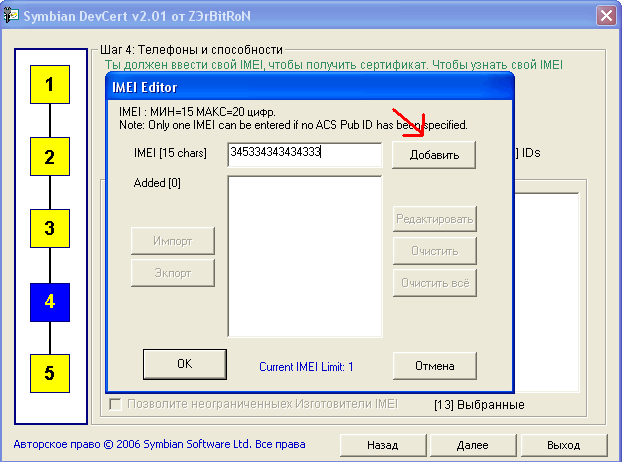 Symbian DevCert v2.01 от ZЭrBitRoN
Шаг 4: Телефоны и способности
Ты должен ввести свой IMEI, чтобы получить сертификат. Чтобы узнать свой IMEI
1
2
3
4
5
IMEI Editor
IMEI : МИН=15 МАКС=20 цифр.
Note: Only one IMEI can be entered if no ACS Pub ID has been specified.
IMEI [15 chars]
345334343434333
Добавить
] IDs
Added [0]
Редактировать
Импорт
Очистить
Экпорт
Очистить всё
OK
Current IMEI Limit: 1
Отмена
Позволите неограниченнех Изготовители IMEI
[13] Выбранные
Авторское право © 2006 Symbian Software Ltd. Все права
Назад
Далее
Выход